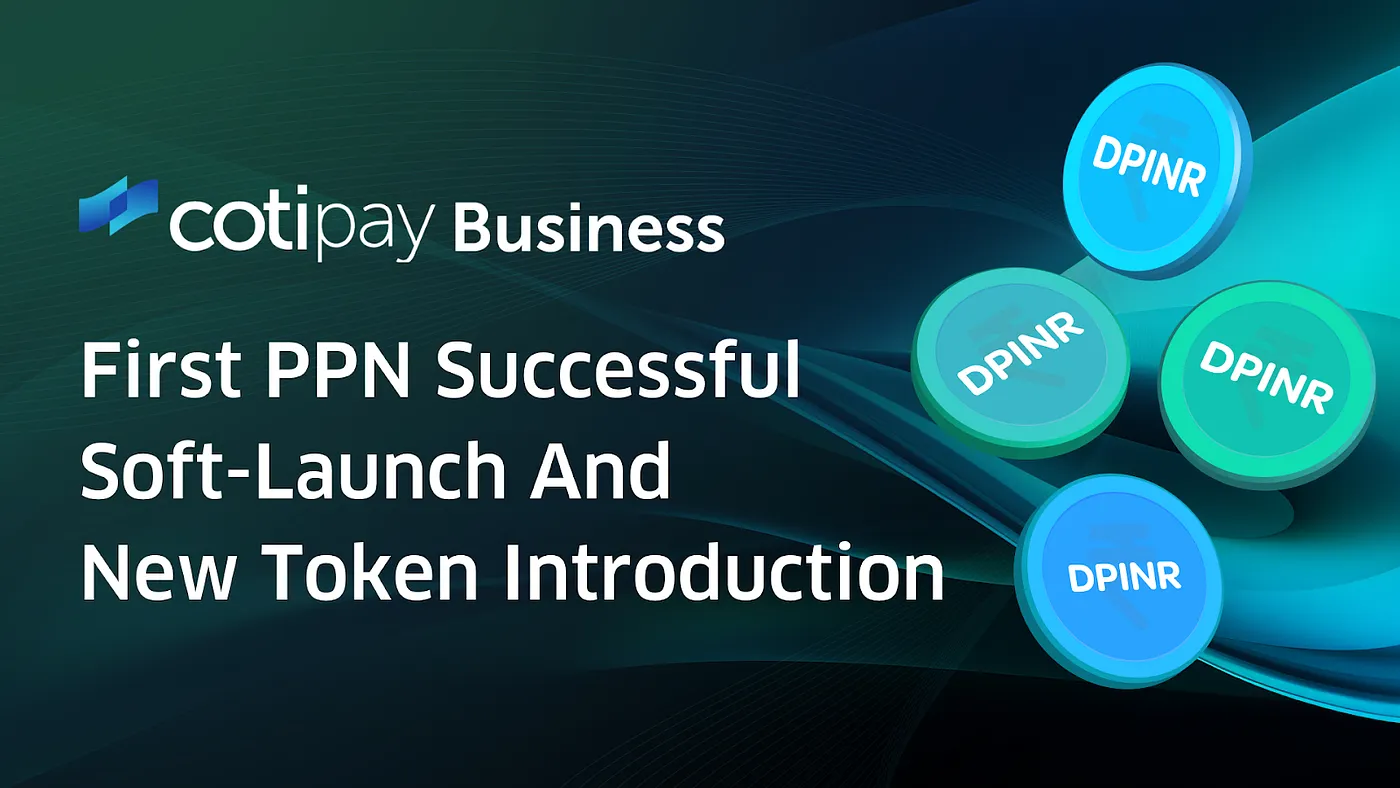 cotipay Business
First PPN Successful
Soft-Launch And
New Token Introduction
DPINR
DPINR
DPINR
DPINR